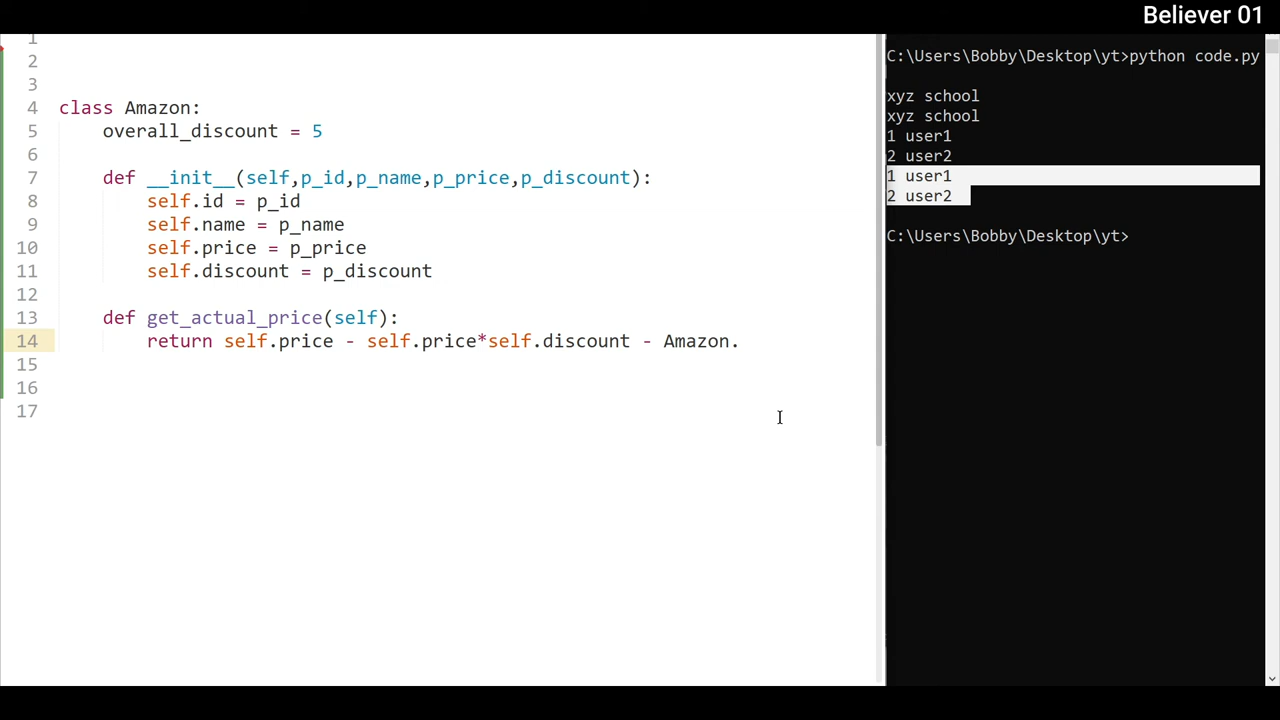 Believer 01
1
2
3
4 class Amazon:
5 overall_discount = 5
6
7 def __init__(self,p_id,p_name,p_price,p_discount):
8 self.id = p_id
9 self.name = p_name
10 self.price = p_price
11 self.discount = p_discount
12
13 def get_actual_price(self):
14 return self.price - self.price*self.discount - Amazon.
15
16
17
C:\Users\Bobby\Desktop\yt>python code.py
xyz school
xyz school
1 user1
2 user2
1 user1
2 user2
C:\Users\Bobby\Desktop\yt>